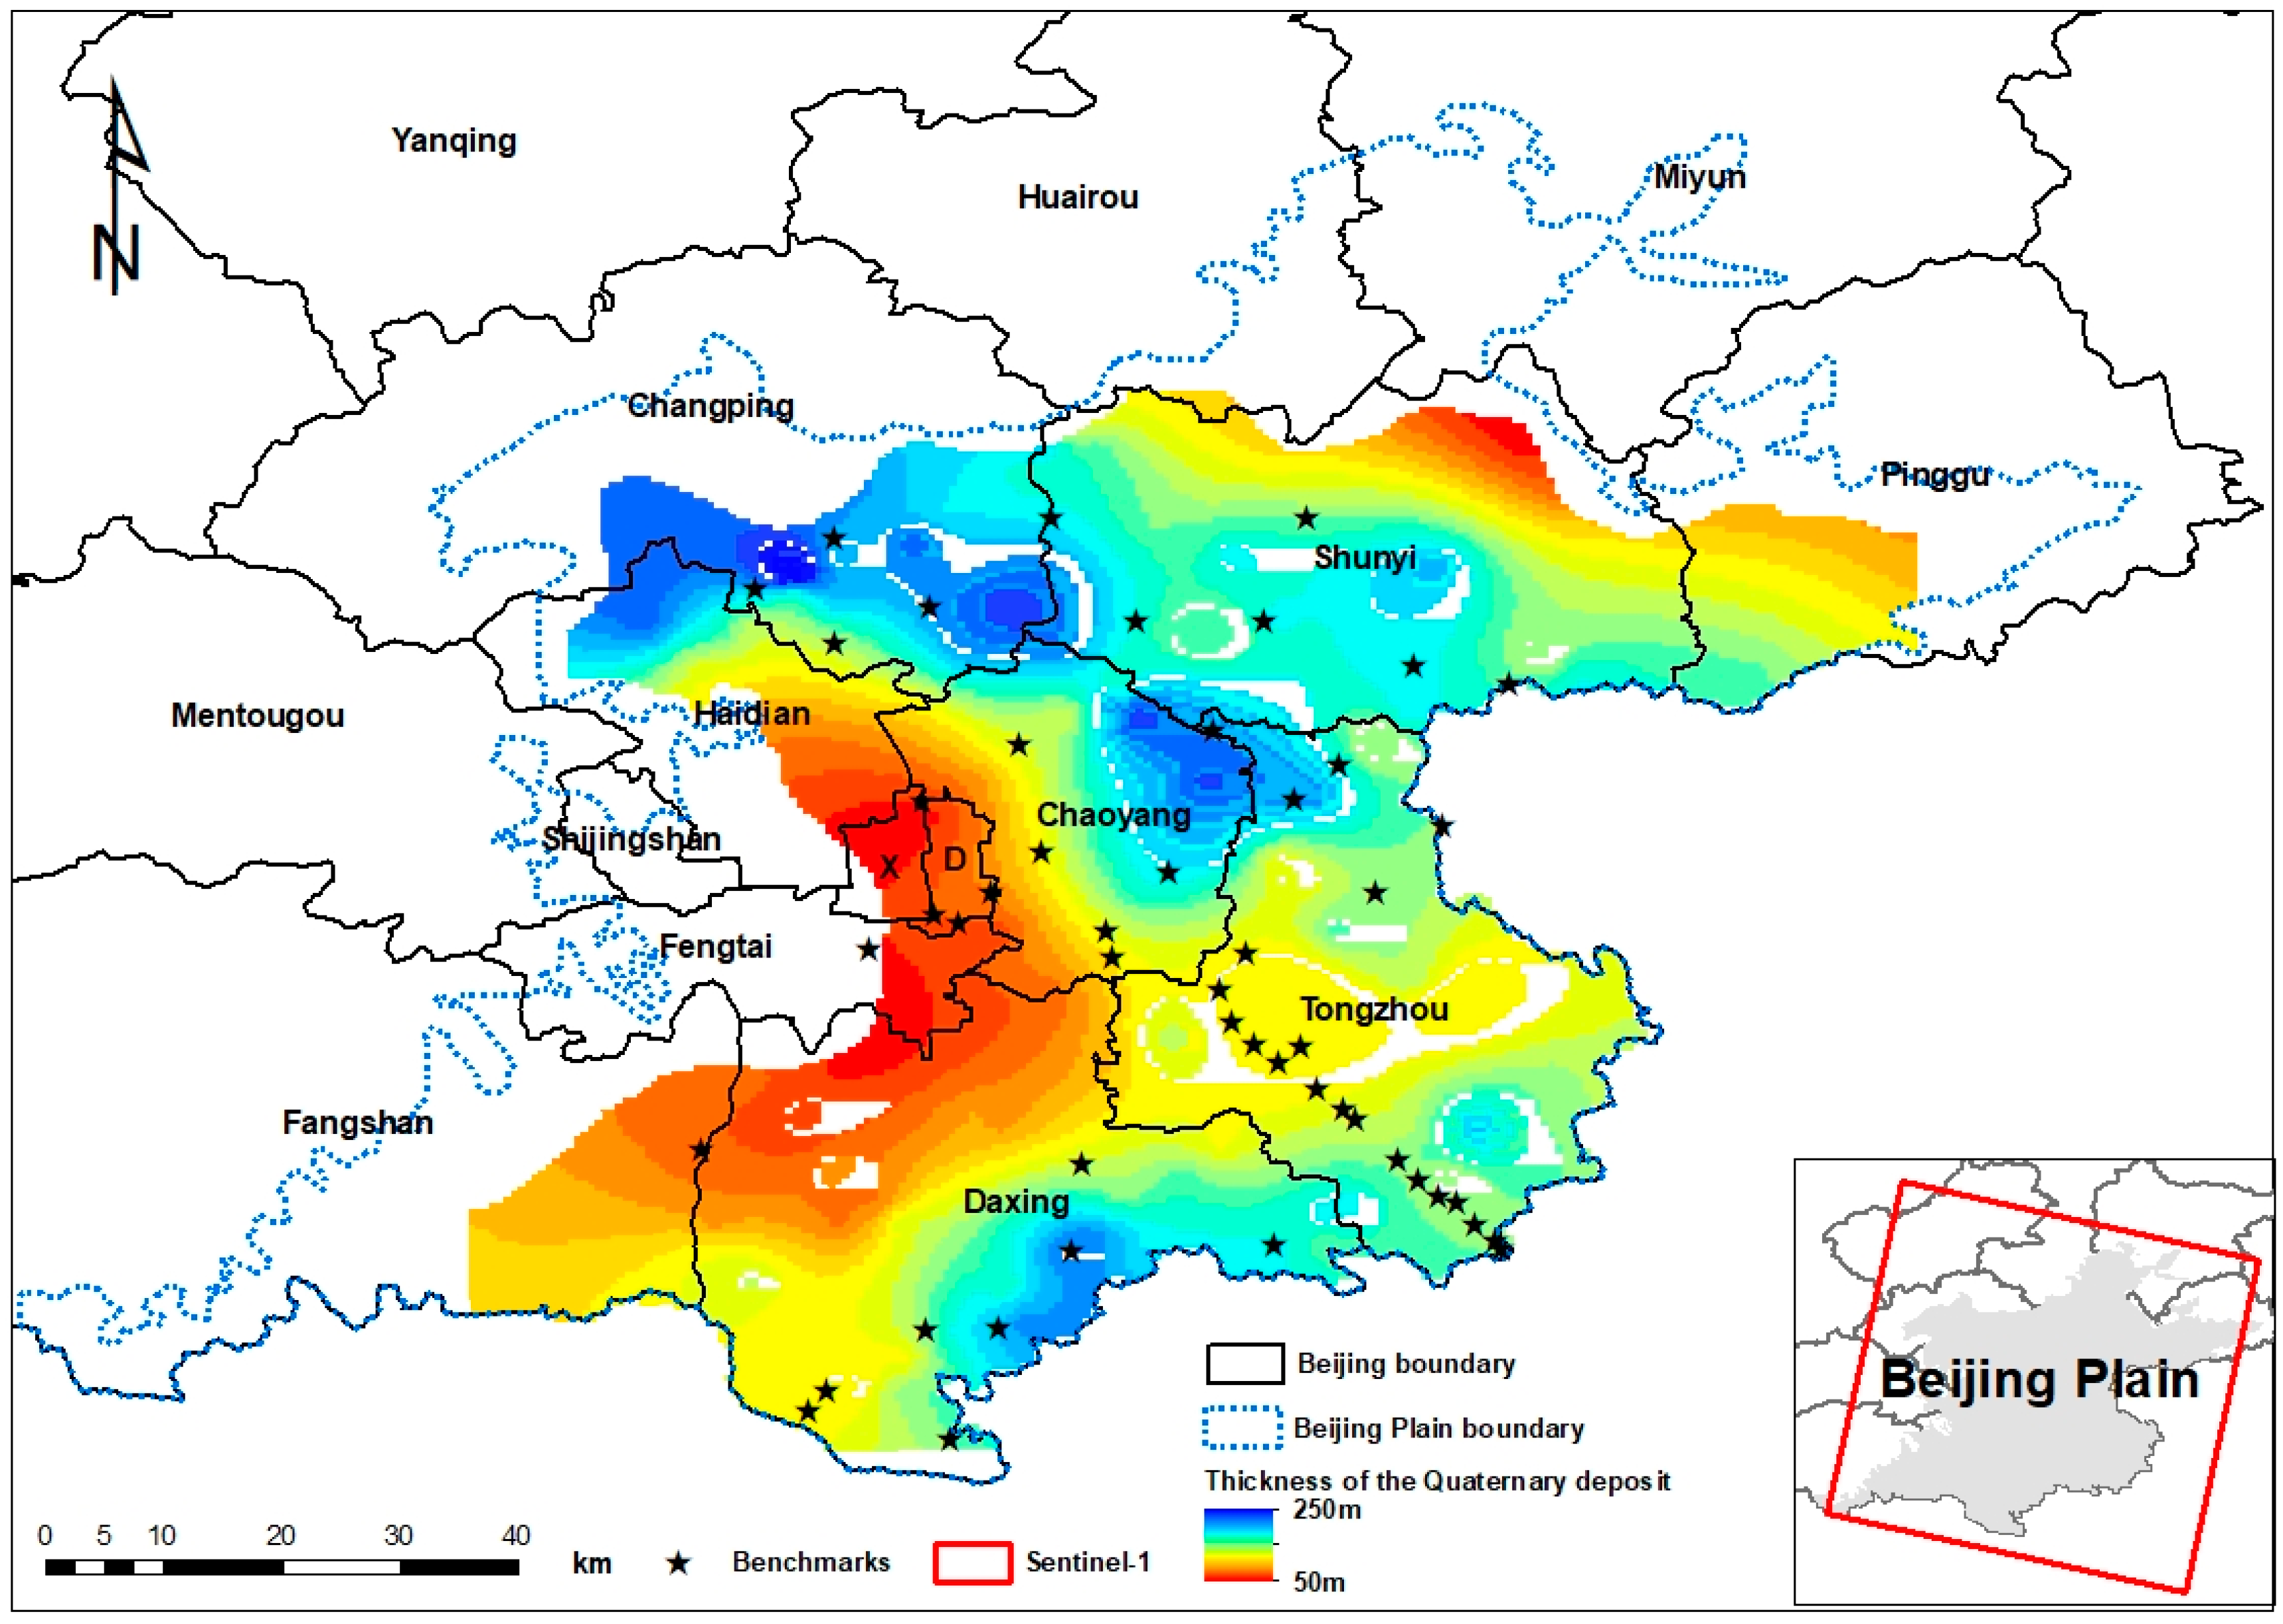 Yanqing
Huairou
Miyun
N
Changping
Pinggu
Shunyi
Mentougou
Haidian
Chaoyang
Shijingshan
X
D
Fengtai
Tongzhou
Fangshan
Daxing
Beijing Plain
Beijing boundary
Beijing Plain boundary
Thickness of the Quaternary deposit
250m
50m
0 5 10 20 30 40
km
Benchmarks
Sentinel-1